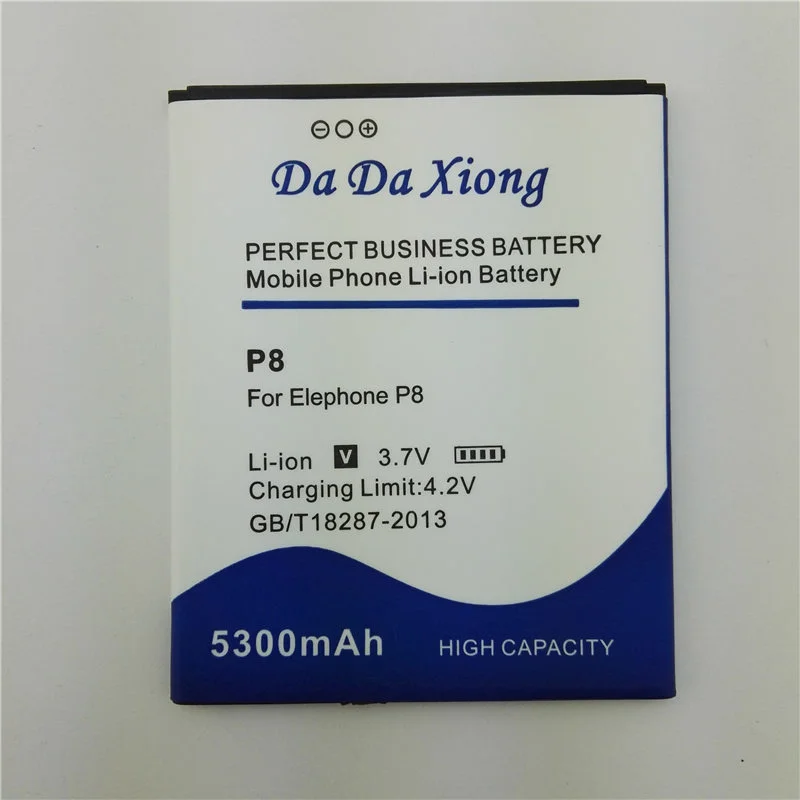 ⊖○⊕
Da Da Xiong
PERFECT BUSINESS BATTERY
Mobile Phone Li-ion Battery
P8
For Elephone P8
Li-ion V 3.7V
Charging Limit:4.2V
GB/T18287-2013
5300mAh HIGH CAPACITY